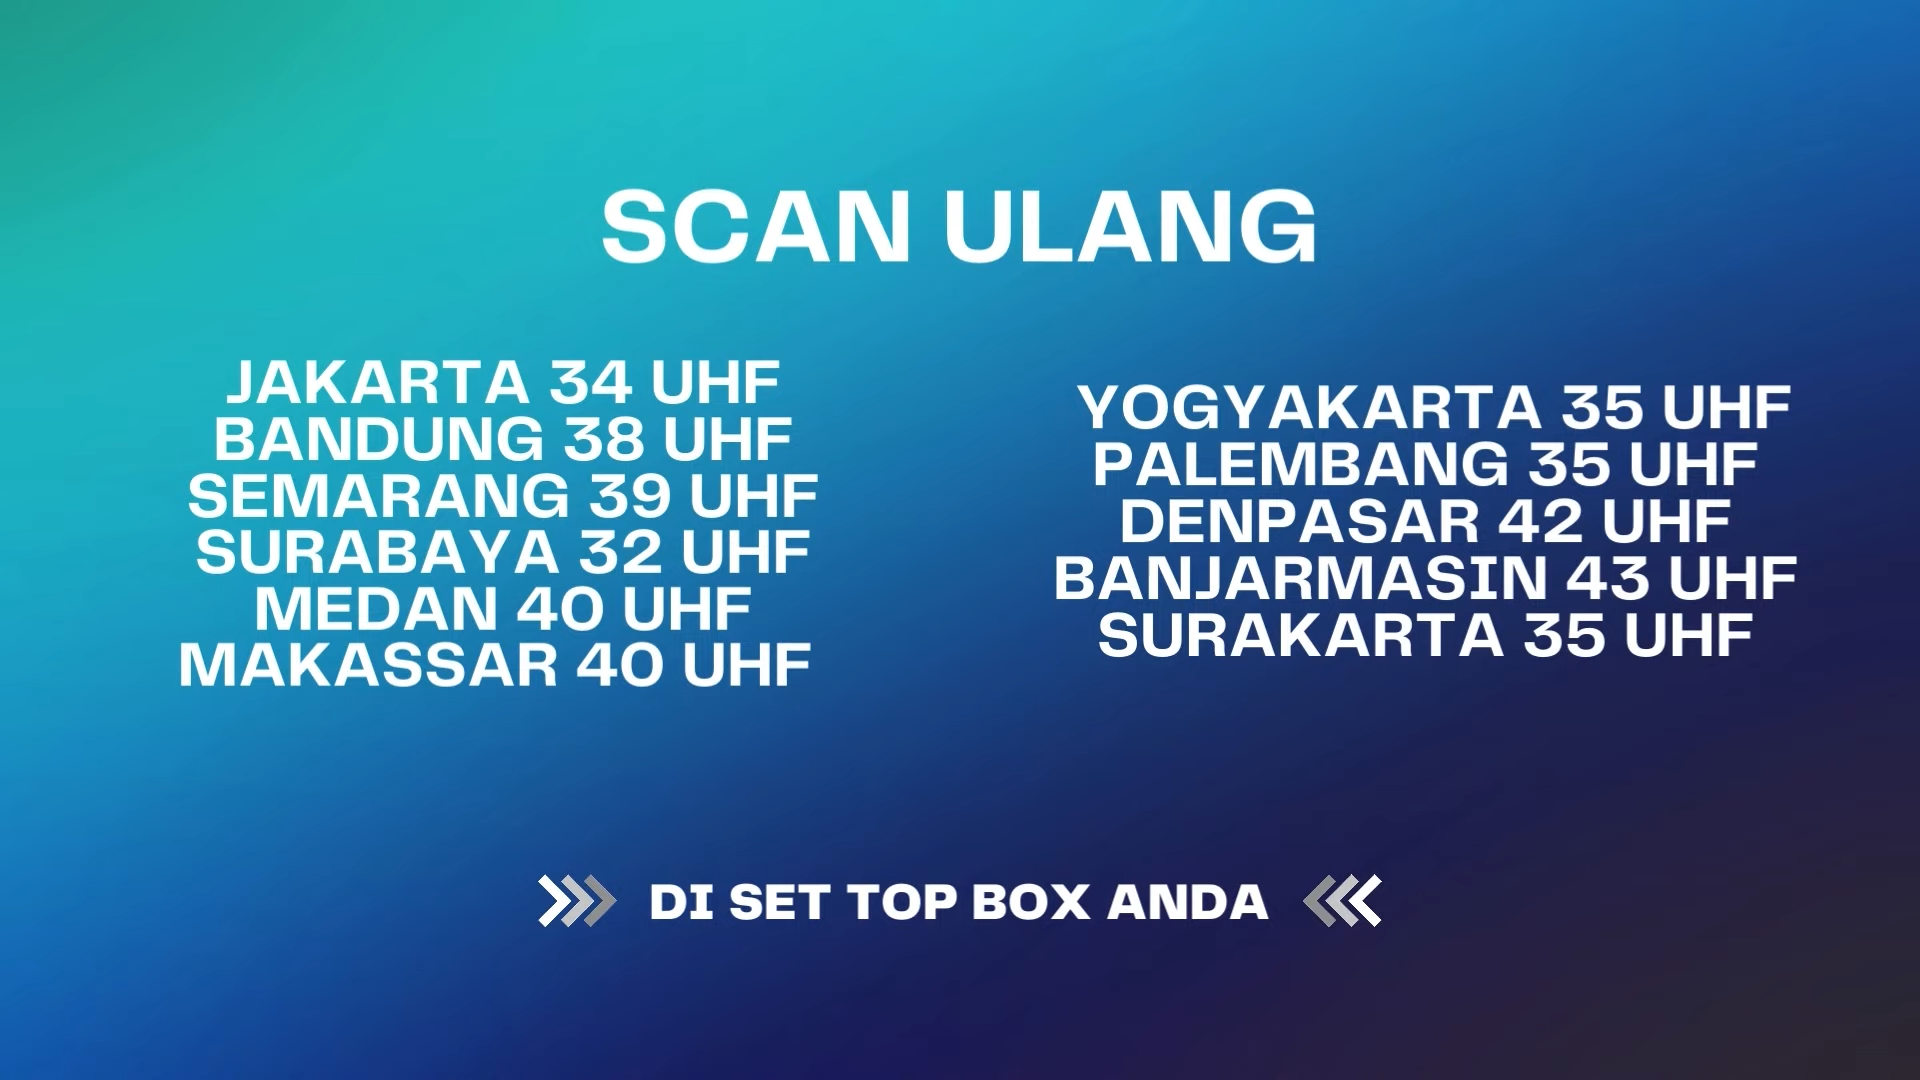 SCAN ULANG
JAKARTA 34 UHF
BANDUNG 38 UHF
SEMARANG 39 UHF
SURABAYA 32 UHF
MEDAN 40 UHF
MAKASSAR 40 UHF
YOGYAKARTA 35 UHF
PALEMBANG 35 UHF
DENPASAR 42 UHF
BANJARMASIN 43 UHF
SURAKARTA 35 UHF
DI SET TOP BOX ANDA